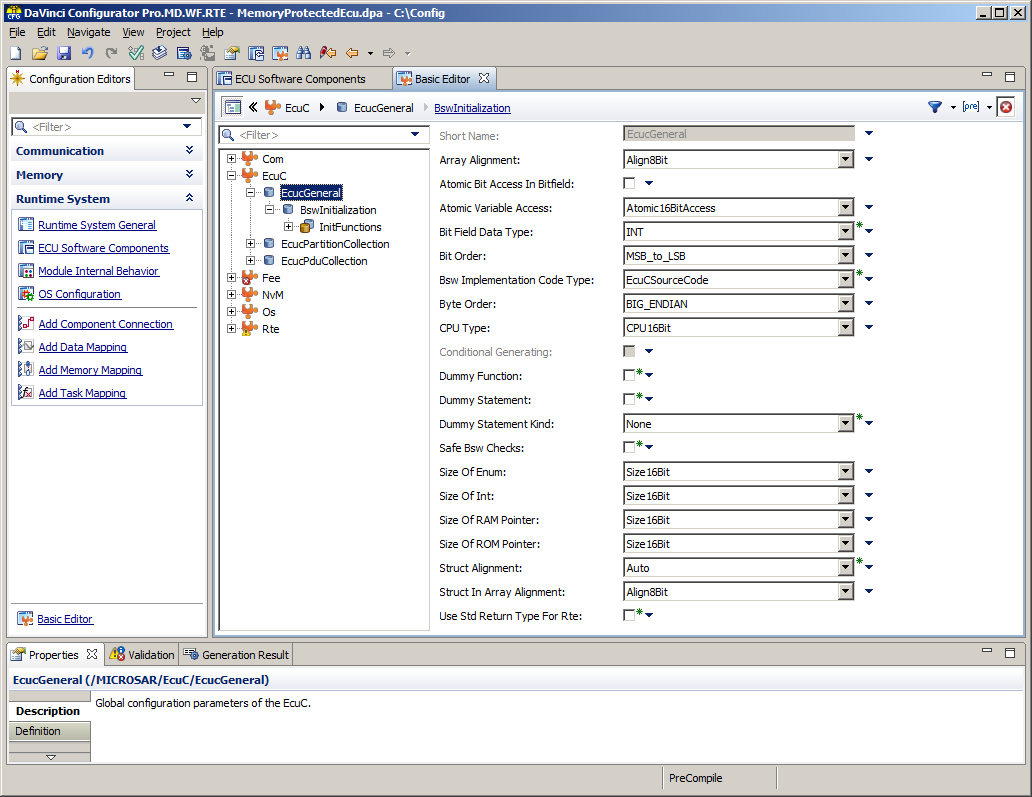 DaVinci Configurator Pro.MD.WF.RTE - MemoryProtectedEcu.dpa - C:\Config
File Edit Navigate View Project Help
Configuration Editors
<Filter>
Communication
Memory
Runtime System
Runtime System General
ECU Software Components
Module Internal Behavior
OS Configuration
Add Component Connection
Add Data Mapping
Add Memory Mapping
Add Task Mapping
Basic Editor
ECU Software Components
Basic Editor
EcuC EcucGeneral BswInitialization
[pre]
<Filter>
Com
EcuC
EcucGeneral
BswInitialization
InitFunctions
EcucPartitionCollection
EcucPduCollection
Fee
NvM
Os
Rte
Short Name: EcucGeneral
Array Alignment: Align8Bit
Atomic Bit Access In Bitfield:
Atomic Variable Access: Atomic16BitAccess
Bit Field Data Type: INT
Bit Order: MSB_to_LSB
Bsw Implementation Code Type: EcuCSourceCode
Byte Order: BIG_ENDIAN
CPU Type: CPU16Bit
Conditional Generating:
Dummy Function:
Dummy Statement:
Dummy Statement Kind: None
Safe Bsw Checks:
Size Of Enum: Size16Bit
Size Of Int: Size16Bit
Size Of RAM Pointer: Size16Bit
Size Of ROM Pointer: Size16Bit
Struct Alignment: Auto
Struct In Array Alignment: Align8Bit
Use Std Return Type For Rte:
Properties Validation Generation Result
EcucGeneral (/MICROSAR/EcuC/EcucGeneral)
Description
Definition
Global configuration parameters of the EcuC.
PreCompile